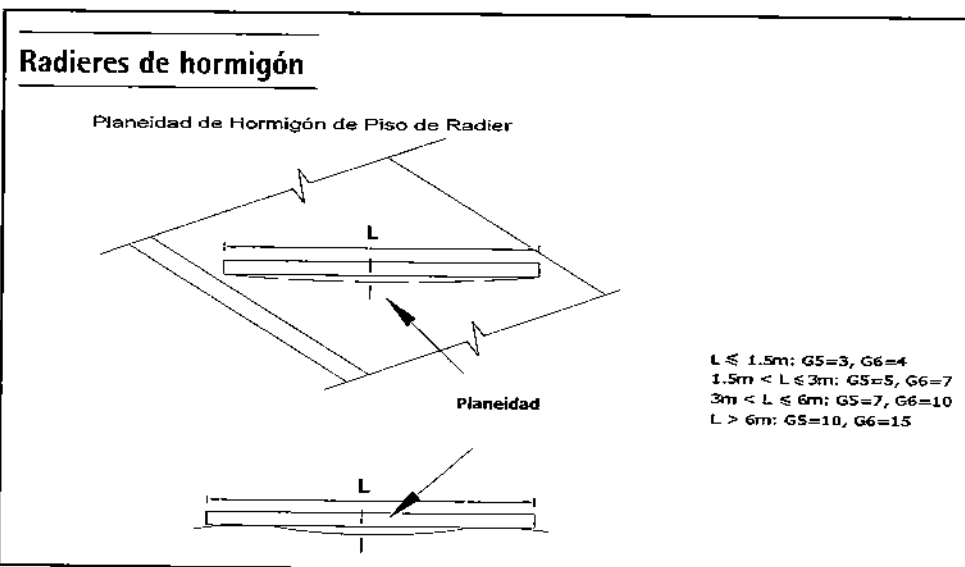 Radieres de hormigón
Planeidad de Hormigón de Piso de Radier
L
L ≤ 1.5m: G5=3, G6=4
1.5m < L ≤ 3m: G5=5, G6=7
3m < L ≤ 6m: G5=7, G6=10
L > 6m: G5=10, G6=15
Planeidad
L